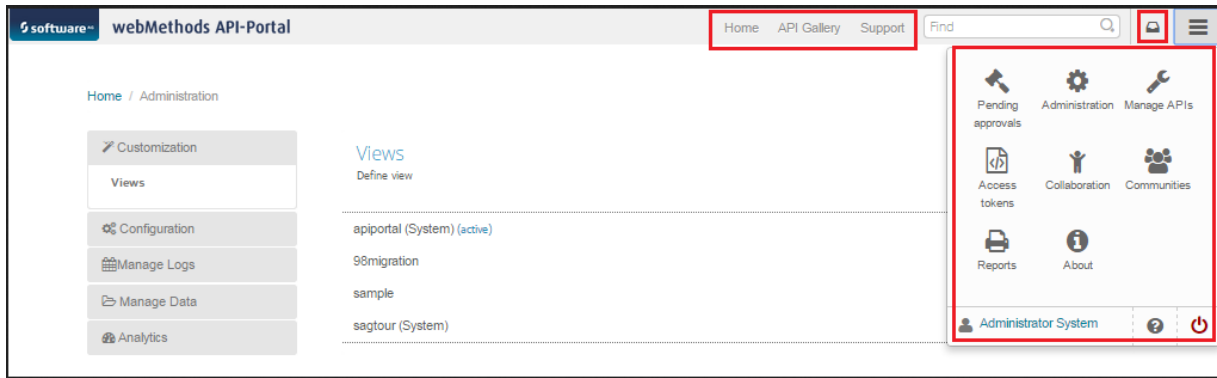 software webMethods API-Portal Home API Gallery Support Find
Home / Administration
Customization
Views
Configuration
Manage Logs
Manage Data
Analytics
Views
Define view
apiportal (System) (active)
98migration
sample
sagtour (System)
Pending approvals
Administration
Manage APIs
Access tokens
Collaboration
Communities
Reports
About
Administrator System